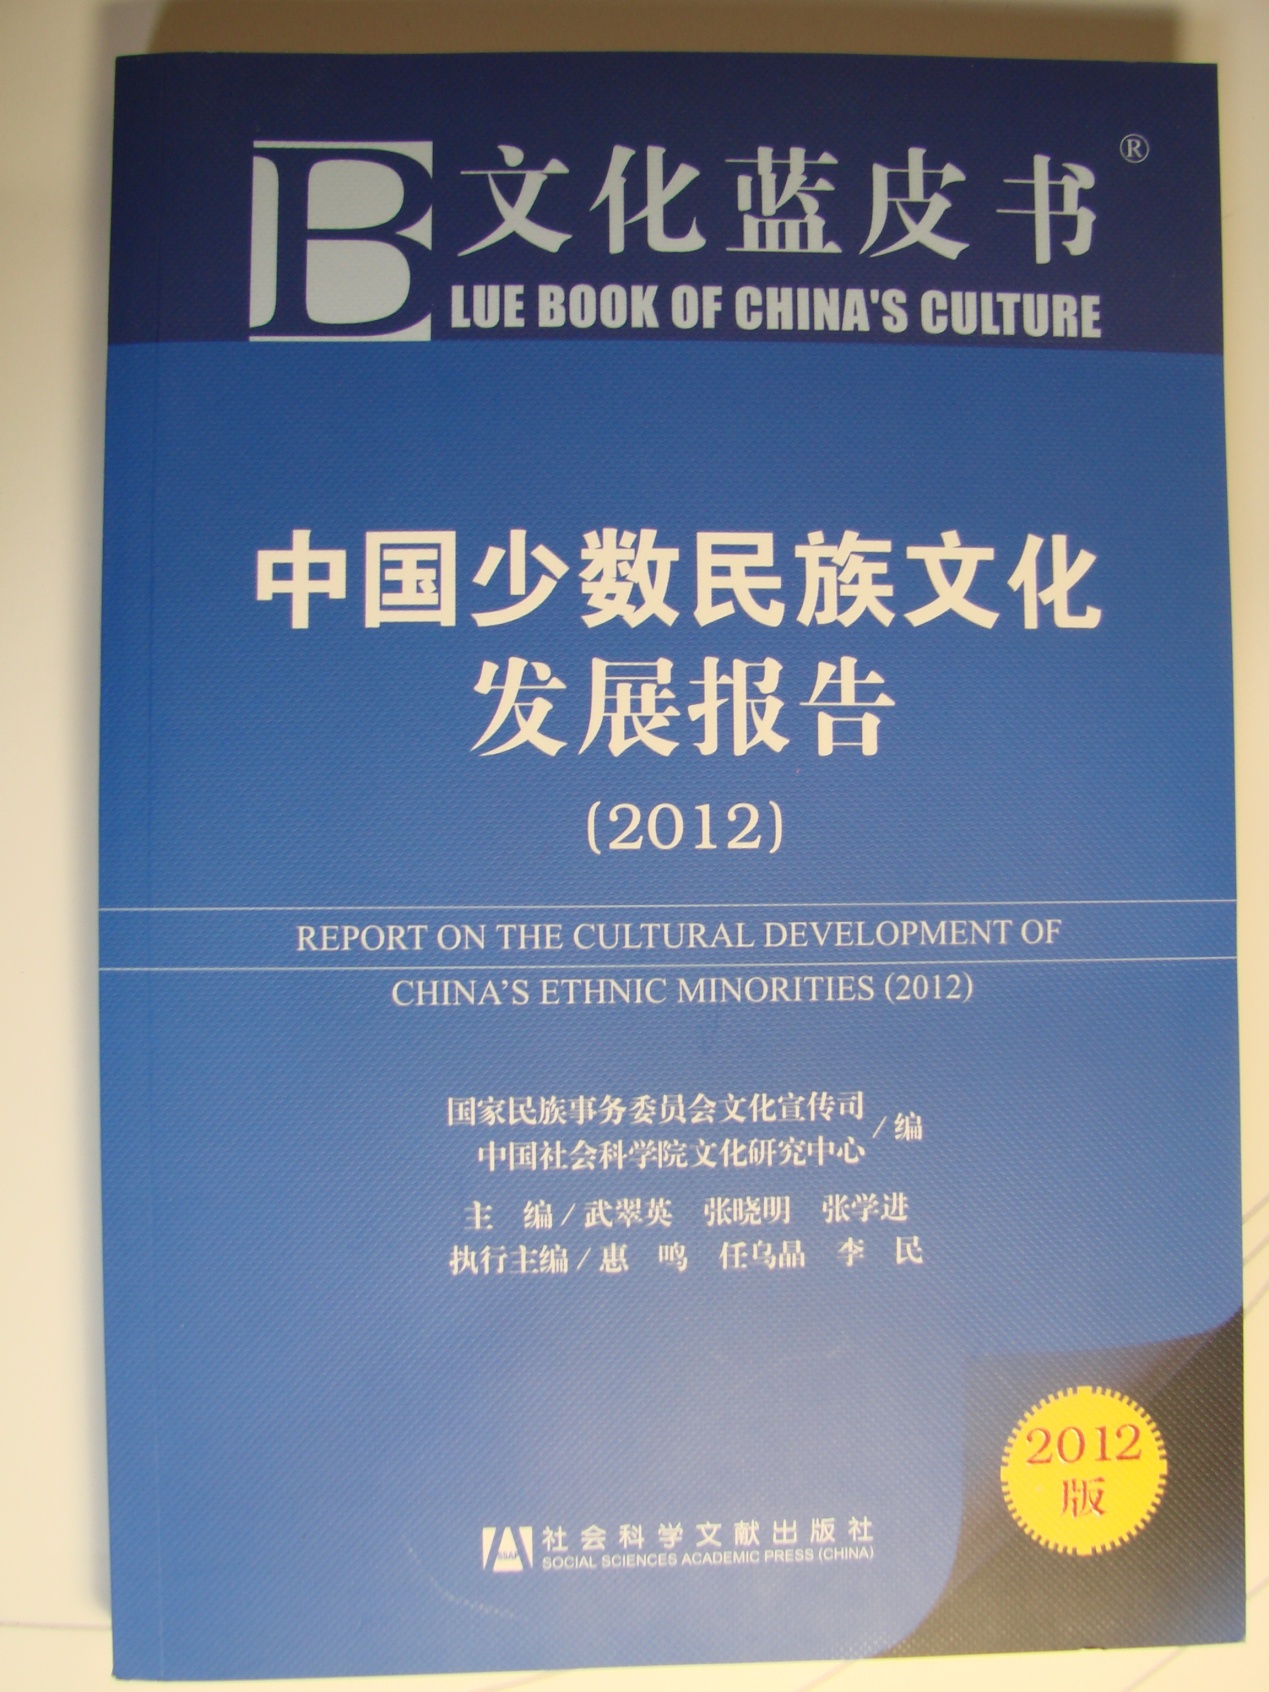 文化蓝皮书®
BLUE BOOK OF CHINA'S CULTURE
中国少数民族文化
发展报告
(2012)
REPORT ON THE CULTURAL DEVELOPMENT OF
CHINA'S ETHNIC MINORITIES (2012)
国家民族事务委员会文化宣传司
中国社会科学院文化研究中心 / 编
主 编 / 武翠英 张晓明 张学进
执行主编 / 惠 鸣 任乌晶 李 民
2012
版
SSAP
社会科学文献出版社
SOCIAL SCIENCES ACADEMIC PRESS (CHINA)